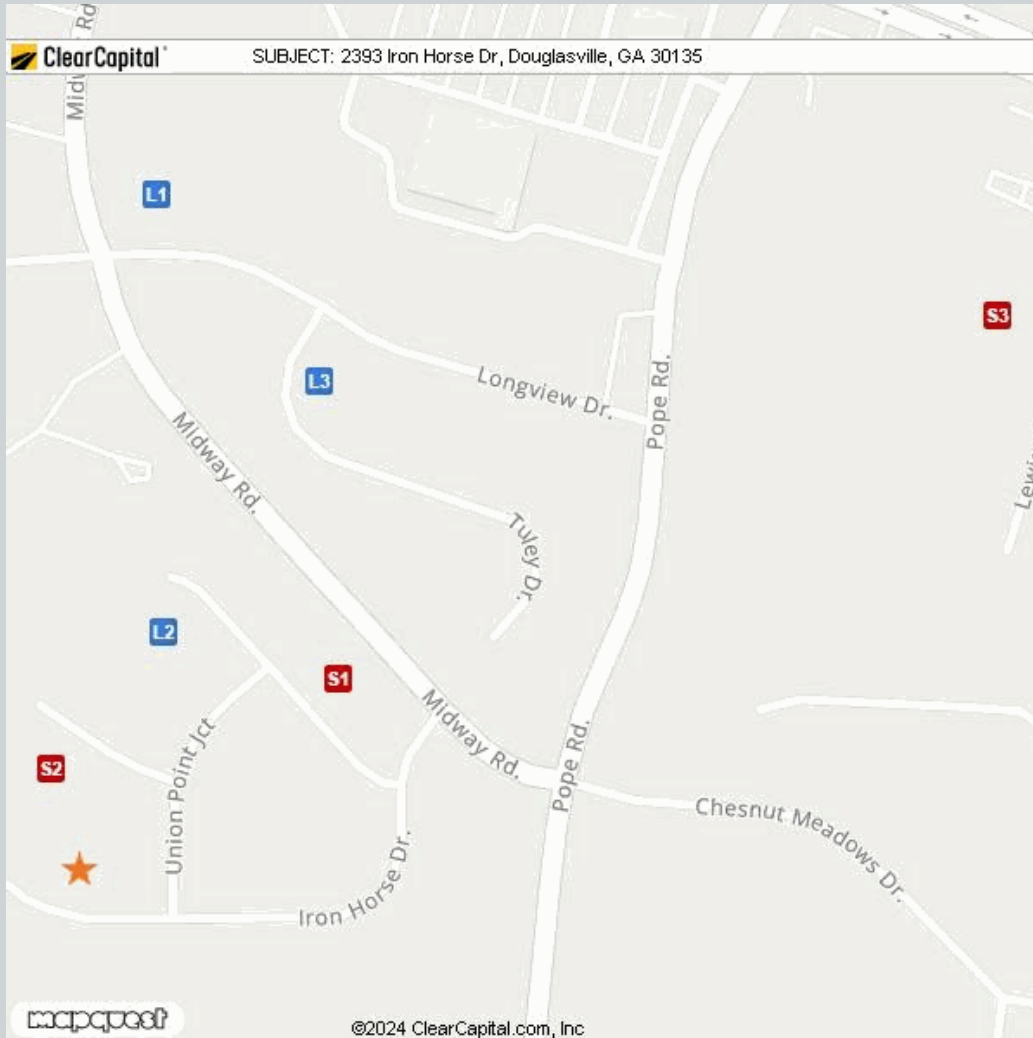 Rd
ClearCapital
SUBJECT: 2393 Iron Horse Dr, Douglasville, GA 30135
Midw
L1
S3
L3
Longview Dr.
Pope Rd.
Midway Rd.
Tuley Dr.
L2
S1
Midway Rd.
S2
Union Point Jct
Pope Rd.
Chesnut Meadows Dr.
Iron Horse Dr.
mapquest
©2024 ClearCapital.com, Inc